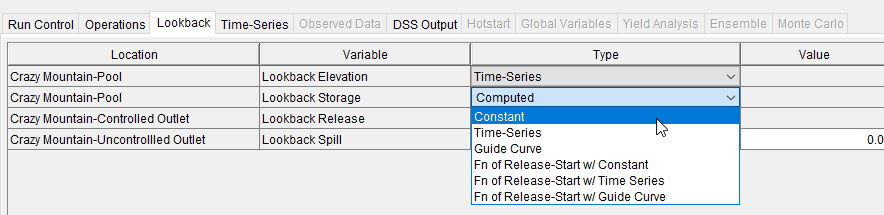 Run Control Operations Lookback Time-Series Observed Data DSS Output Hotstart Global Variables Yield Analysis Ensemble Monte Carlo
Location Variable Type Value
Crazy Mountain-Pool Lookback Elevation Time-Series
Crazy Mountain-Pool Lookback Storage Computed
Crazy Mountain-Controlled Outlet Lookback Release Constant
Crazy Mountain-Uncontrollled Outlet Lookback Spill Time-Series 0.0
Guide Curve
Fn of Release-Start w/ Constant
Fn of Release-Start w/ Time Series
Fn of Release-Start w/ Guide Curve